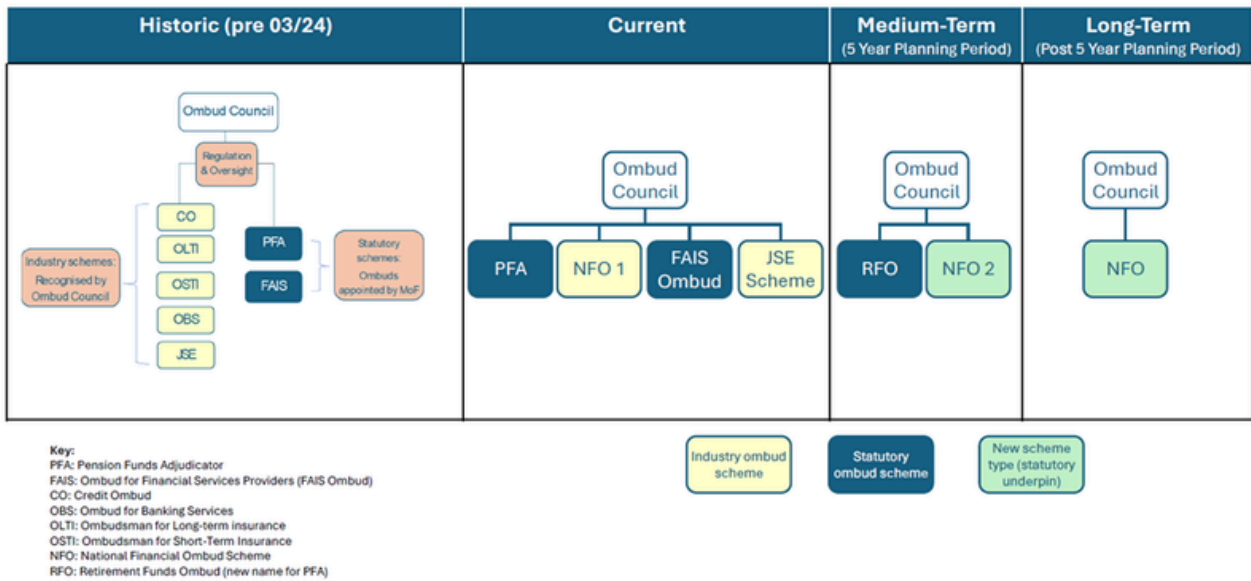 Historic (pre 03/24)
Current
Medium-Term
(5 Year Planning Period)
Long-Term
(Post 5 Year Planning Period)
Ombud Council
Regulation
& Oversight
CO
OLTI
OSTI
OBS
JSE
Industry schemes:
Recognised by
Ombud Council
PFA
FAIS
Statutory
schemes:
Ombuds
appointed by MoF
Ombud
Council
PFA
NFO 1
FAIS
Ombud
JSE
Scheme
Ombud
Council
RFO
NFO 2
Ombud
Council
NFO
Key:
PFA: Pension Funds Adjudicator
FAIS: Ombud for Financial Services Providers (FAIS Ombud)
CO: Credit Ombud
OBS: Ombud for Banking Services
OLTI: Ombudsman for Long-term insurance
OSTI: Ombudsman for Short-Term Insurance
NFO: National Financial Ombud Scheme
RFO: Retirement Funds Ombud (new name for PFA)
Industry ombud
scheme
Statutory
ombud scheme
New scheme
type (statutory
underpin)